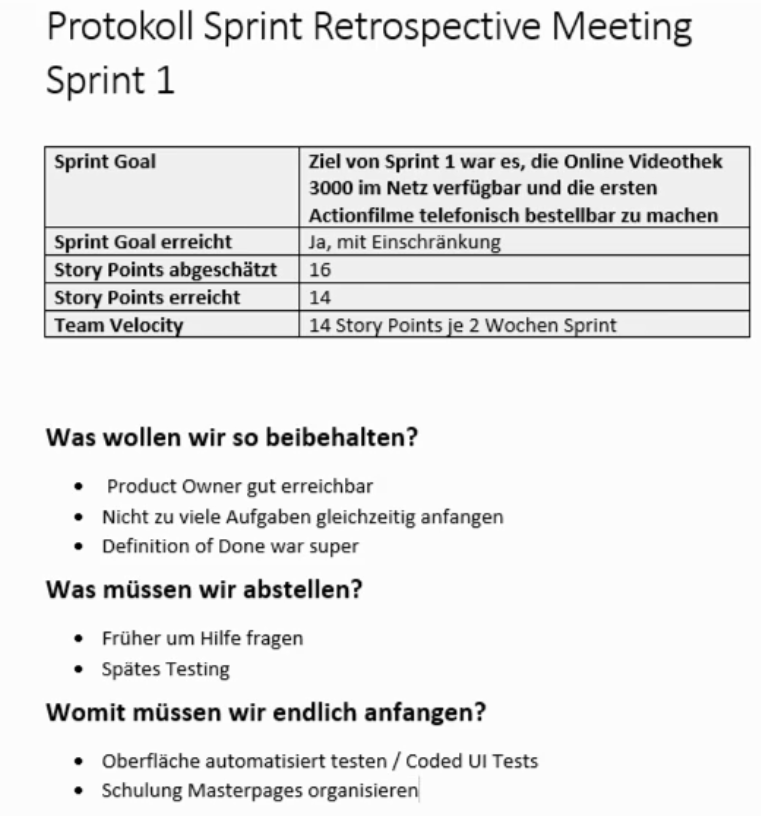 Protokoll Sprint Retrospective Meeting
Sprint 1
Sprint Goal
Ziel von Sprint 1 war es, die Online Videothek
3000 im Netz verfügbar und die ersten
Actionfilme telefonisch bestellbar zu machen
Sprint Goal erreicht
Ja, mit Einschränkung
Story Points abgeschätzt
16
Story Points erreicht
14
Team Velocity
14 Story Points je 2 Wochen Sprint
Was wollen wir so beibehalten?
• Product Owner gut erreichbar
• Nicht zu viele Aufgaben gleichzeitig anfangen
• Definition of Done war super
Was müssen wir abstellen?
• Früher um Hilfe fragen
• Spätes Testing
Womit müssen wir endlich anfangen?
• Oberfläche automatisiert testen / Coded UI Tests
• Schulung Masterpages organisieren